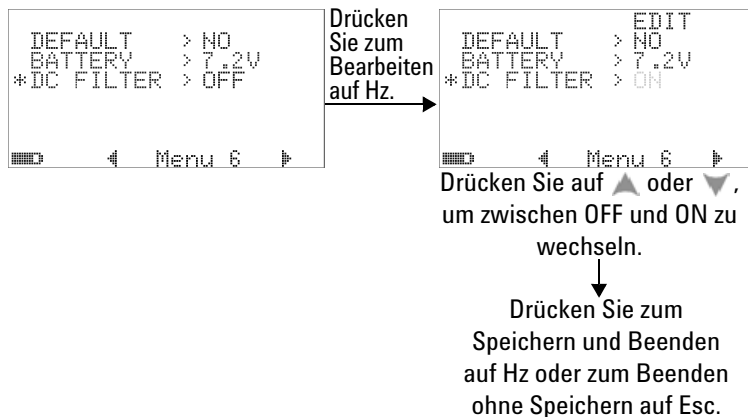 DEFAULT > NO
BATTERY > 7.2V
*DC FILTER > OFF
Menu 6
Drücken
Sie zum
Bearbeiten
auf Hz.
EDIT
DEFAULT > NO
BATTERY > 7.2V
*DC FILTER > ON
Menu 6
Drücken Sie auf ▲ oder ▼,
um zwischen OFF und ON zu
wechseln.
Drücken Sie zum
Speichern und Beenden
auf Hz oder zum Beenden
ohne Speichern auf Esc.